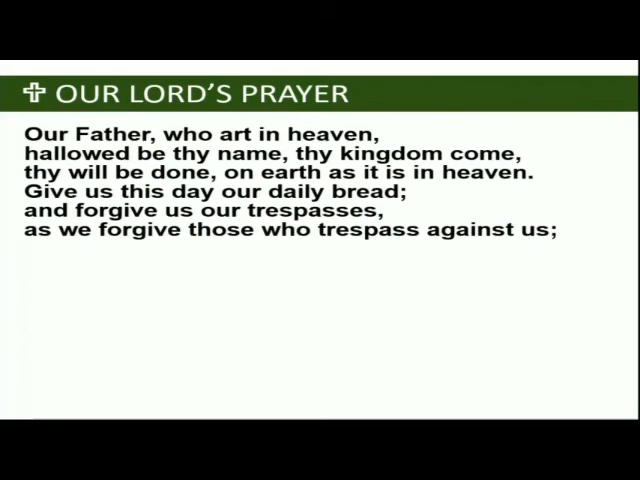 OUR LORD'S PRAYER
Our Father, who art in heaven,
hallowed be thy name, thy kingdom come,
thy will be done, on earth as it is in heaven.
Give us this day our daily bread;
and forgive us our trespasses,
as we forgive those who trespass against us;